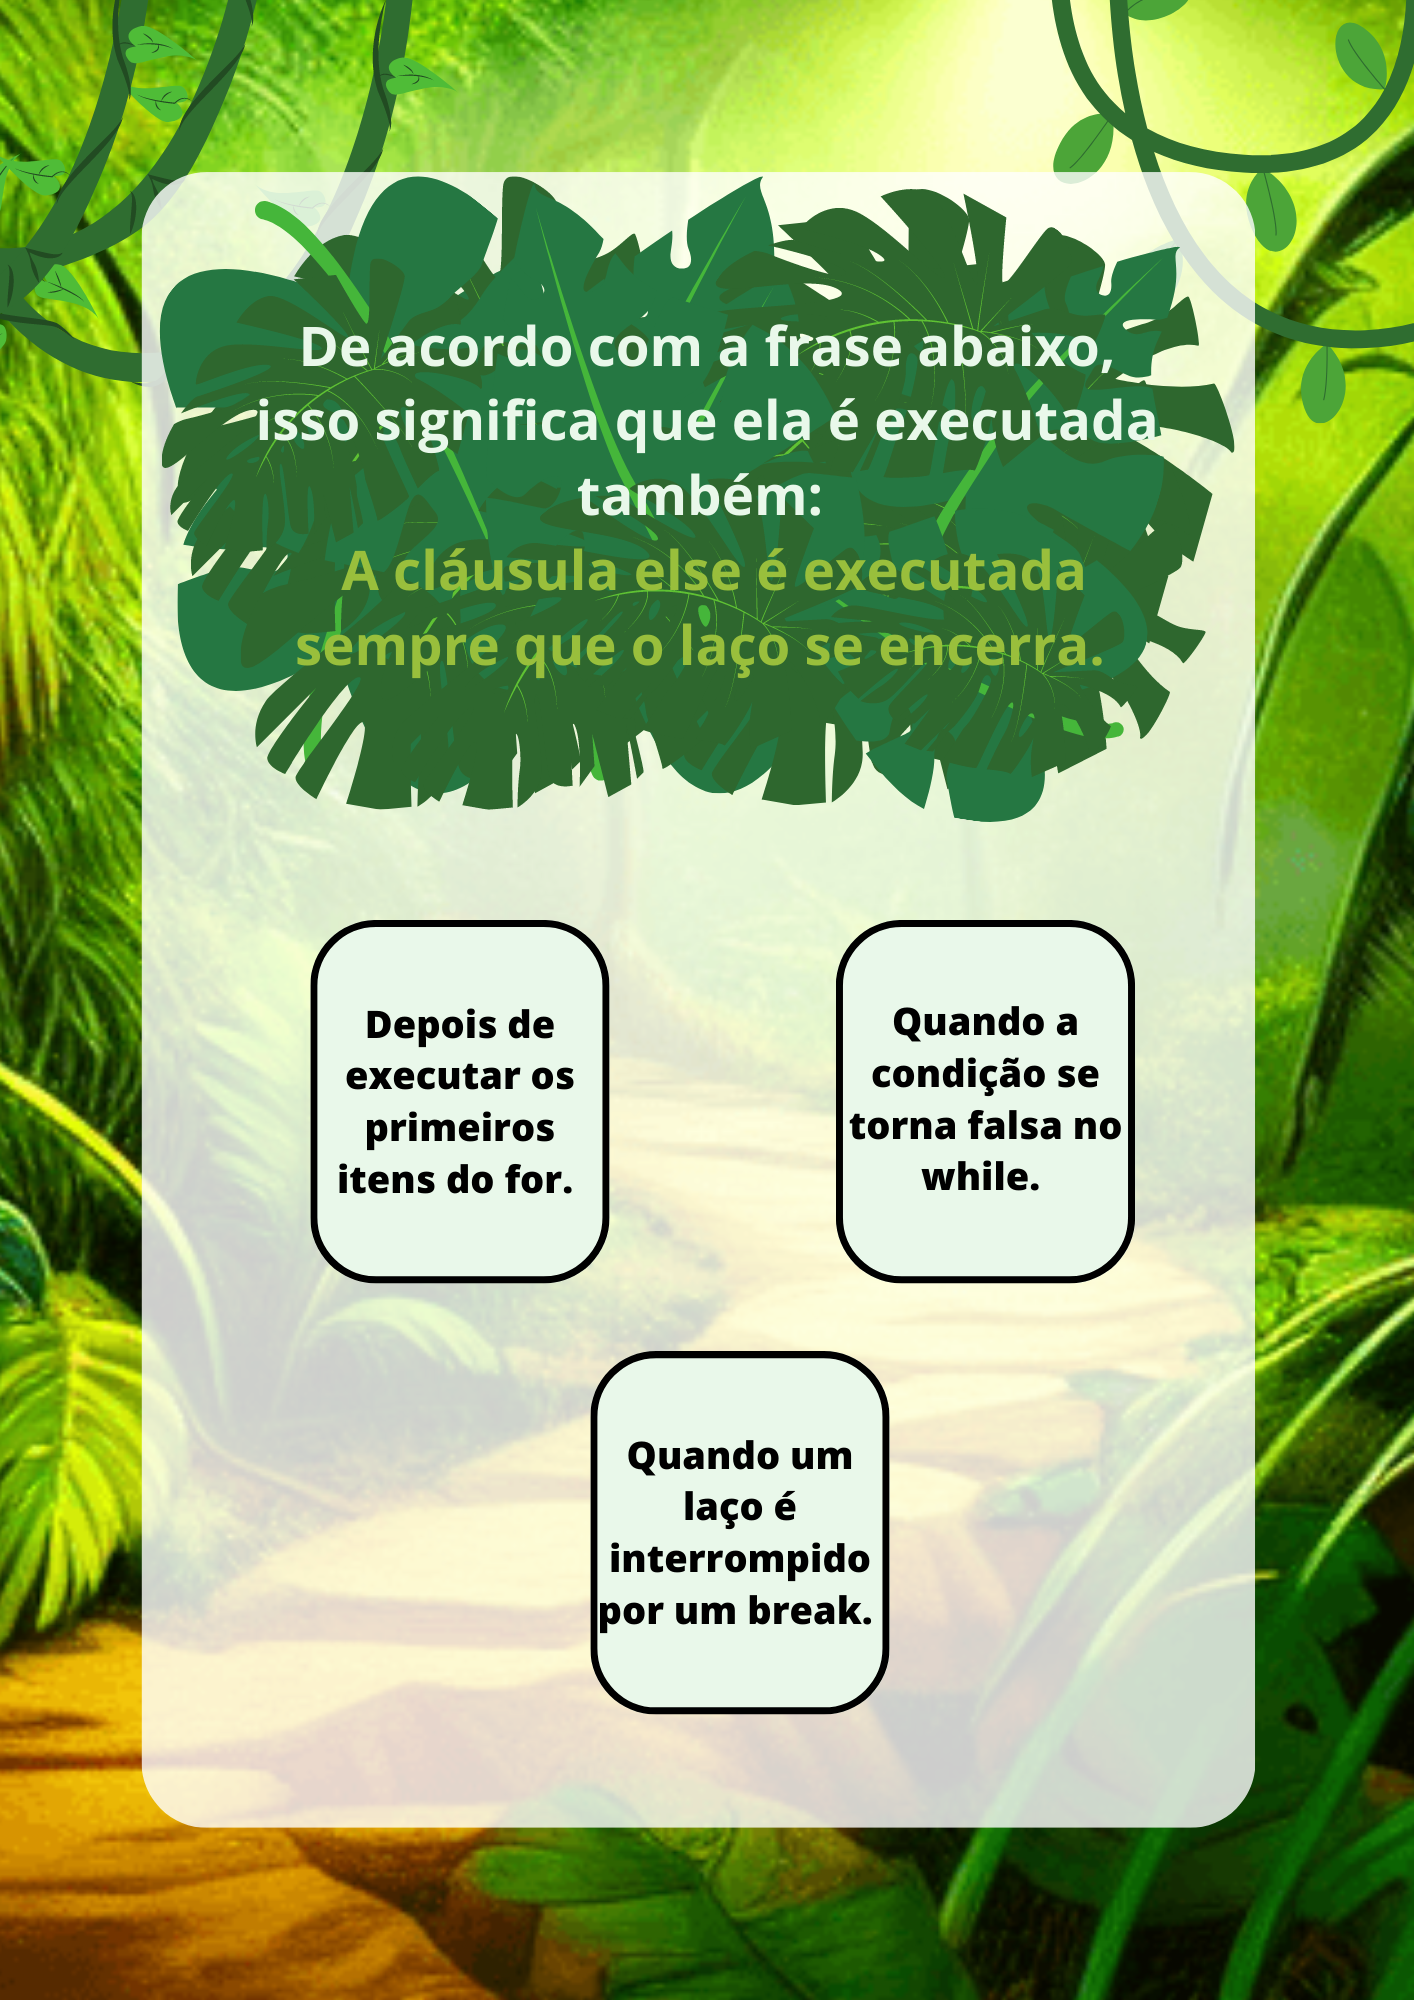 De acordo com a frase abaixo,
isso significa que ela é executada
também:
A cláusula else é executada
sempre que o laço se encerra.
Depois de
executar os
primeiros
itens do for.
Quando a
condição se
torna falsa no
while.
Quando um
laço é
interrompido
por um break.